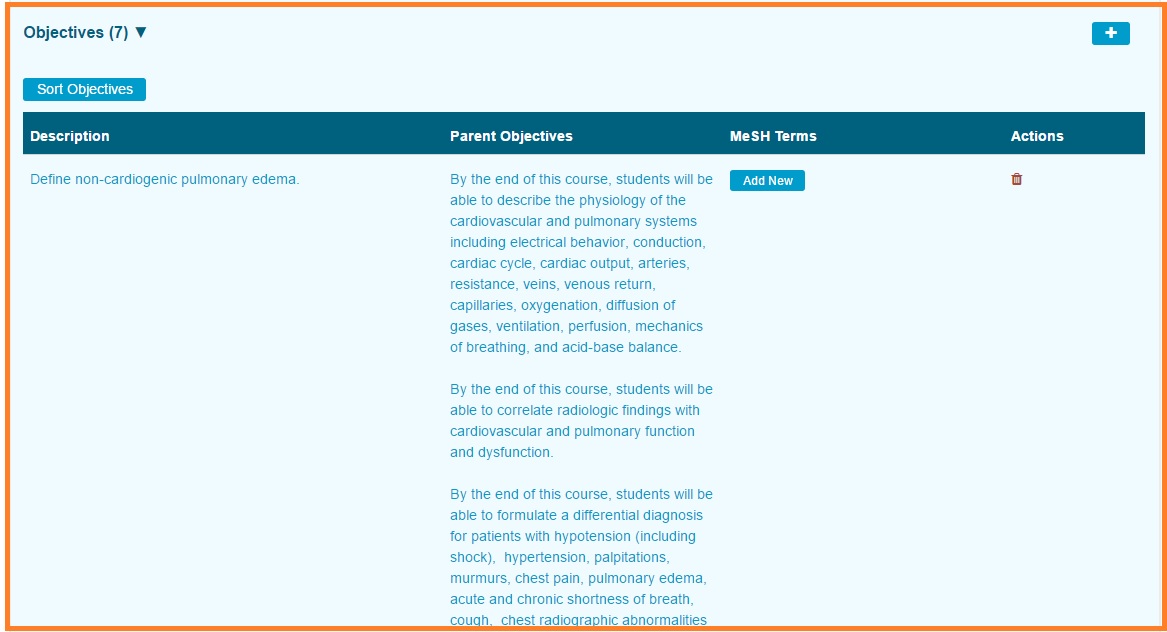 Objectives (7) ▼
+
Sort Objectives
Description Parent Objectives MeSH Terms Actions
Define non-cardiogenic pulmonary edema.
By the end of this course, students will be
able to describe the physiology of the
cardiovascular and pulmonary systems
including electrical behavior, conduction,
cardiac cycle, cardiac output, arteries,
resistance, veins, venous return,
capillaries, oxygenation, diffusion of
gases, ventilation, perfusion, mechanics
of breathing, and acid-base balance.
By the end of this course, students will be
able to correlate radiologic findings with
cardiovascular and pulmonary function
and dysfunction.
By the end of this course, students will be
able to formulate a differential diagnosis
for patients with hypotension (including
shock),  hypertension, palpitations,
murmurs, chest pain, pulmonary edema,
acute and chronic shortness of breath,
cough,  chest radiographic abnormalities
Add New